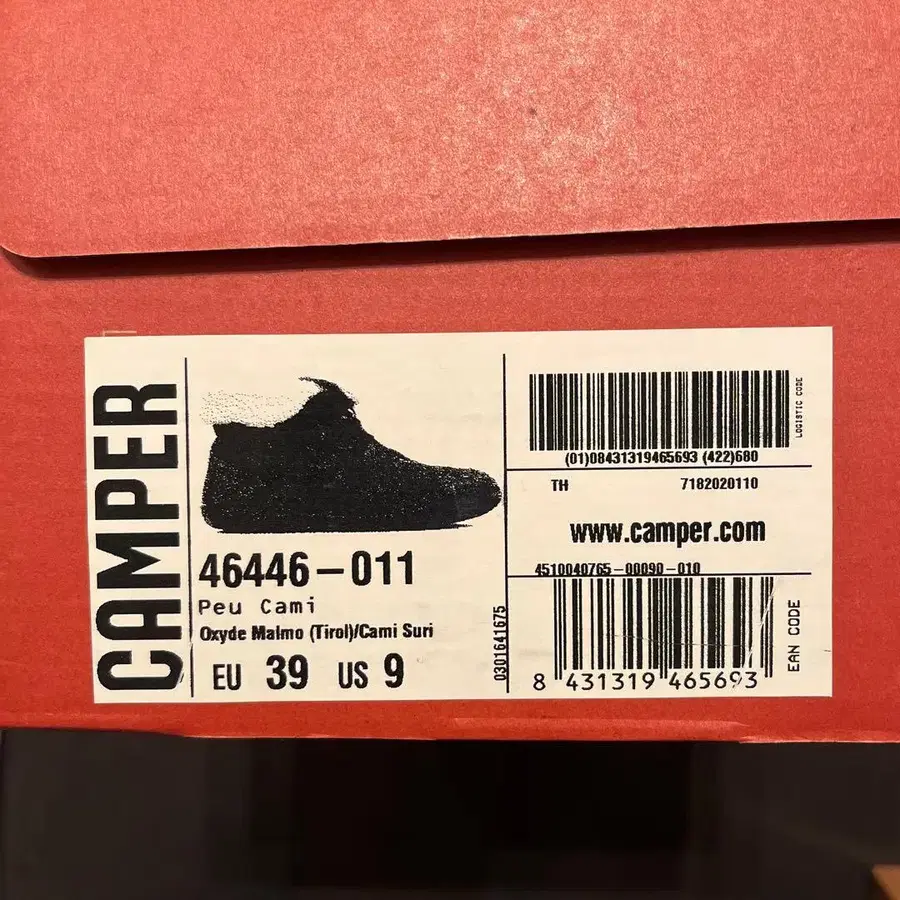 CAMPER
46446-011
Peu Cami
Oxyde Malmo (Tirol)/Cami Suri
EU 39 US 9
0301641675
LOGISTIC CODE
(01)08431319465693 (422)680
TH 7182020110
www.camper.com
4510040765-00090-010
EAN CODE
8 431319 465693